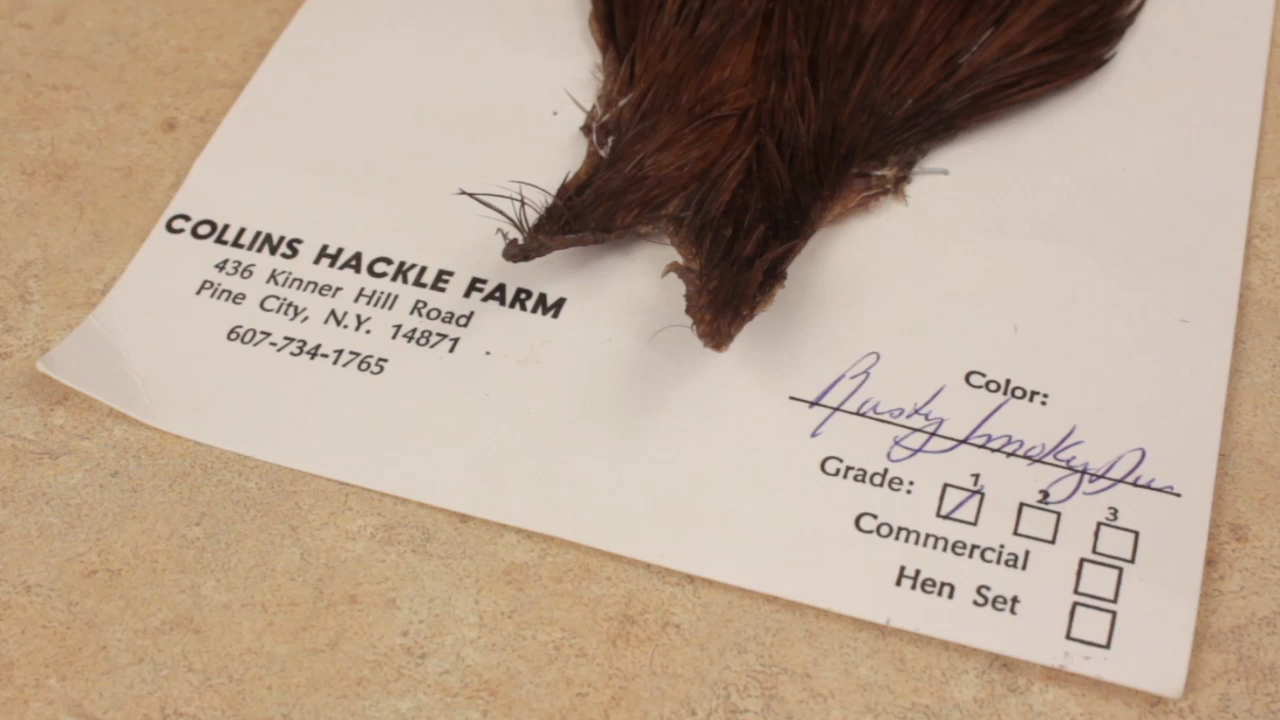 COLLINS HACKLE FARM
436 Kinner Hill Road
Pine City, N.Y. 14871
607-734-1765
Color:
Rusty Smoky Dun
Grade: 1 2 3
Commercial
Hen Set